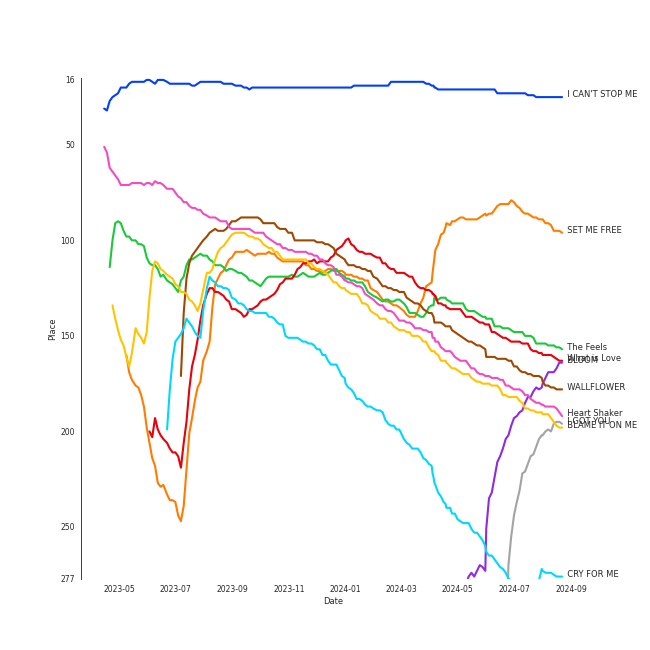 16
50
100
150
200
250
277
Place
2023-05
2023-07
2023-09
2023-11
2024-01
2024-03
2024-05
2024-07
2024-09
Date
I CAN'T STOP ME
SET ME FREE
The Feels
What is Love
BLOOM
WALLFLOWER
Heart Shaker
I GOT YOU
BLAME IT ON ME
CRY FOR ME